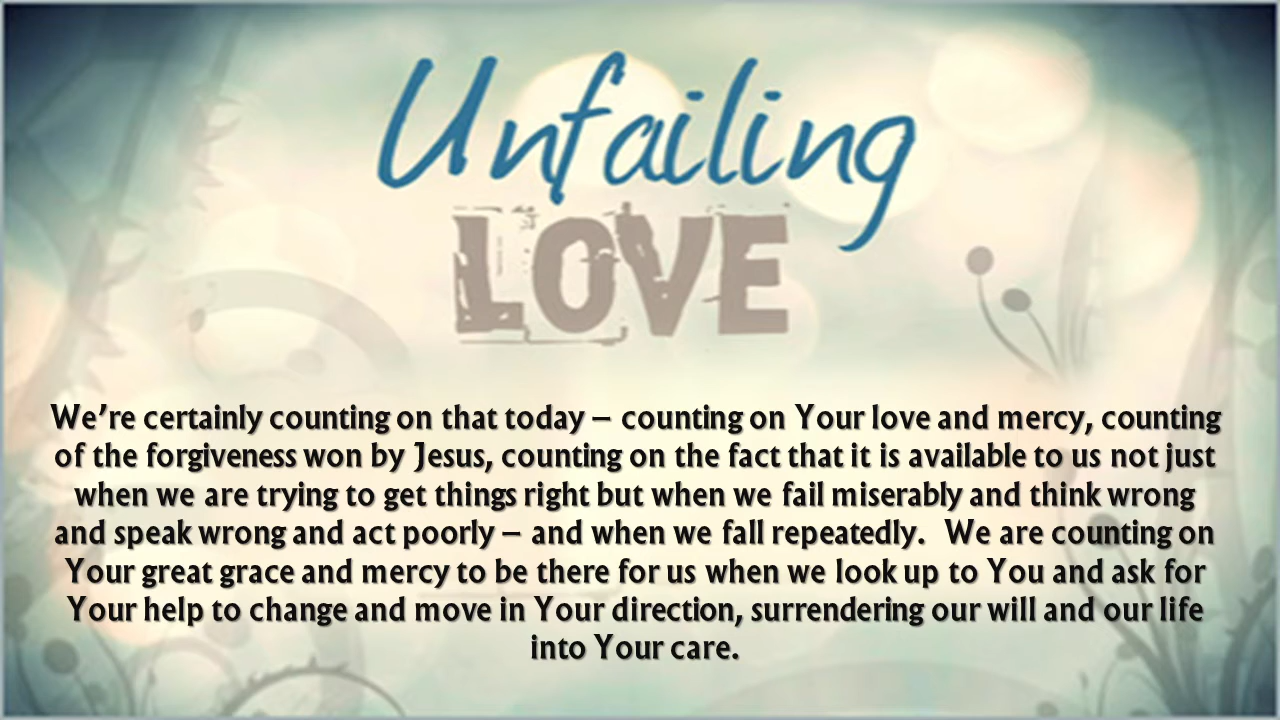 Unfailing
LOVE
We're certainly counting on that today – counting on Your love and mercy, counting
of the forgiveness won by Jesus, counting on the fact that it is available to us not just
when we are trying to get things right but when we fail miserably and think wrong
and speak wrong and act poorly – and when we fall repeatedly.  We are counting on
Your great grace and mercy to be there for us when we look up to You and ask for
Your help to change and move in Your direction, surrendering our will and our life
into Your care.